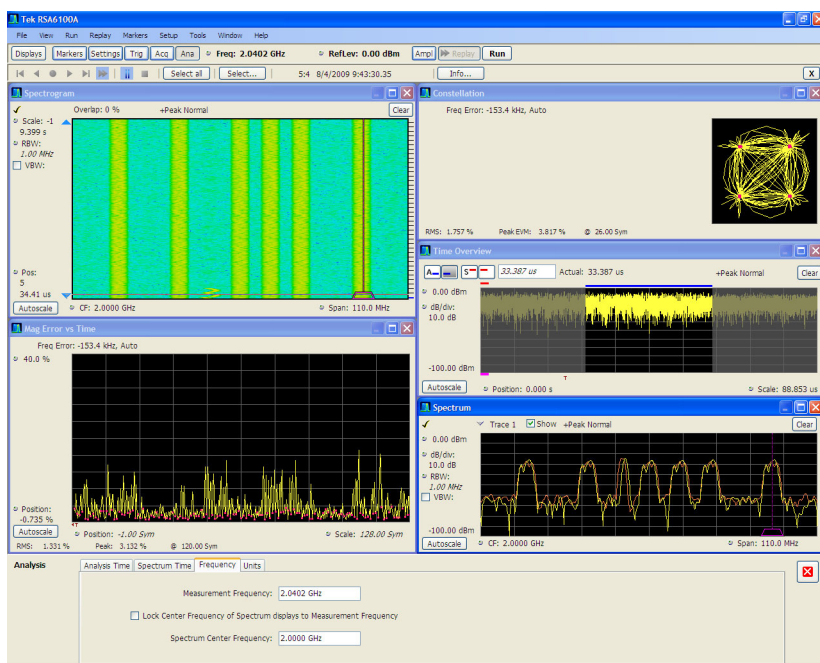 Tek RSA6100A
File View Run Replay Markers Setup Tools Window Help
Displays Markers Settings Trig Acq Ana Freq: 2.0402 GHz RefLev: 0.00 dBm Ampl Replay Run
Select all Select... 5:4 8/4/2009 9:43:30.35 Info... X
Spectrogram
Overlap: 0 % +Peak Normal Clear
Scale: -1
9.399 s
RBW:
1.00 MHz
VBW:
Pos:
5
34.41 us
Autoscale CF: 2.0000 GHz Span: 110.0 MHz
Constellation
Freq Error: -153.4 kHz, Auto
RMS: 1.757 % Peak EVM: 3.817 % @ 26.00 Sym
Time Overview
A S 33.387 us Actual: 33.387 us +Peak Normal Clear
0.00 dBm
dB/div:
10.0 dB
-100.00 dBm
T
Autoscale Position: 0.000 s Scale: 88.853 us
Mag Error vs Time
Freq Error: -153.4 kHz, Auto
40.0 %
Position:
-0.735 %
T
Autoscale Position: -1.00 Sym Scale: 128.00 Sym
RMS: 1.331 % Peak: 3.132 % @ 120.00 Sym
Spectrum
Trace 1 Show +Peak Normal Clear
0.00 dBm
dB/div:
10.0 dB
RBW:
1.00 MHz
VBW:
-100.00 dBm
Autoscale CF: 2.0000 GHz Span: 110.0 MHz
Analysis
Analysis Time Spectrum Time Frequency Units
Measurement Frequency: 2.0402 GHz
Lock Center Frequency of Spectrum displays to Measurement Frequency
Spectrum Center Frequency: 2.0000 GHz